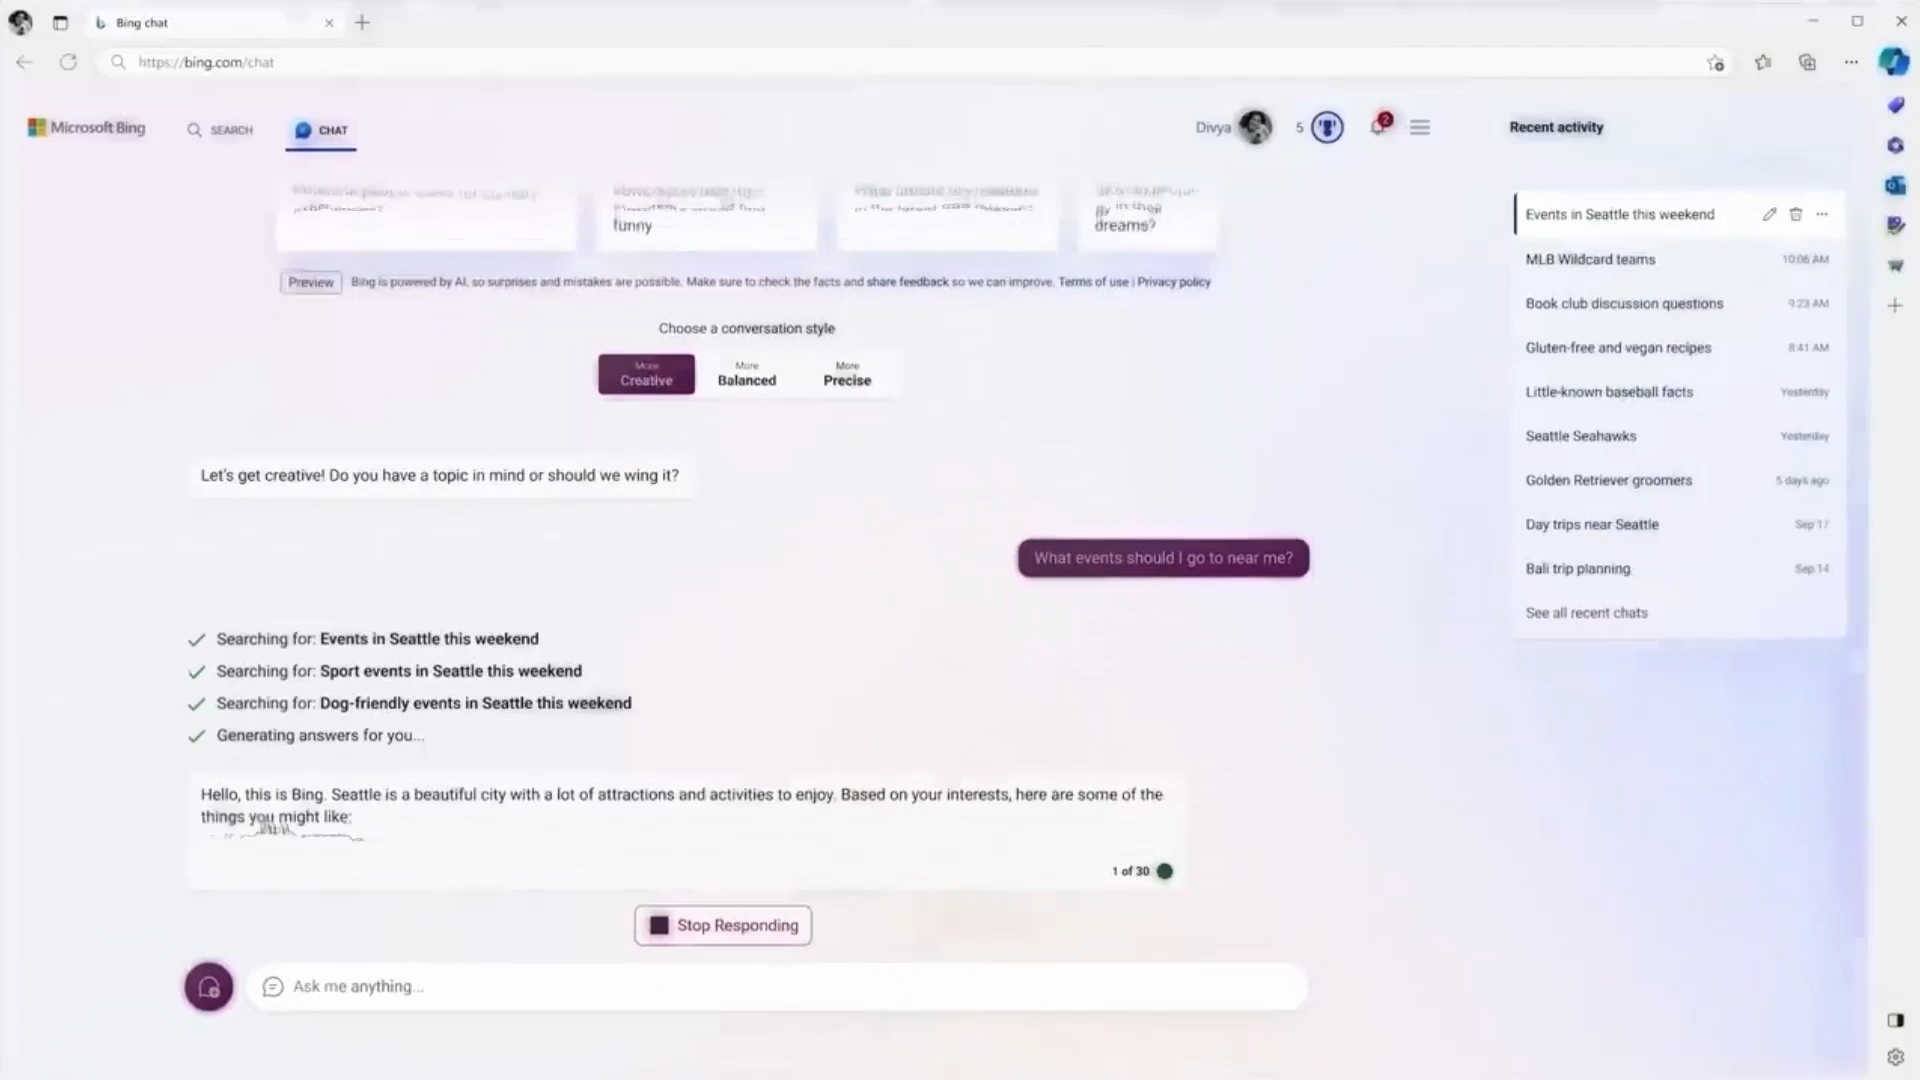 Bing chat
https://bing.com/chat
Microsoft Bing
SEARCH
CHAT
Divya
5
2
Recent activity
funny
in their
dreams?
Preview
Bing is powered by AI, so surprises and mistakes are possible. Make sure to check the facts and share feedback so we can improve. Terms of use | Privacy policy
Choose a conversation style
More
Creative
More
Balanced
More
Precise
Let's get creative! Do you have a topic in mind or should we wing it?
What events should I go to near me?
Searching for: Events in Seattle this weekend
Searching for: Sport events in Seattle this weekend
Searching for: Dog-friendly events in Seattle this weekend
Generating answers for you...
Hello, this is Bing. Seattle is a beautiful city with a lot of attractions and activities to enjoy. Based on your interests, here are some of the
things you might like:
1 of 30
Stop Responding
Ask me anything...
Events in Seattle this weekend
MLB Wildcard teams 10:06 AM
Book club discussion questions 9:23 AM
Gluten-free and vegan recipes 8:41 AM
Little-known baseball facts Yesterday
Seattle Seahawks Yesterday
Golden Retriever groomers 5 days ago
Day trips near Seattle Sep 17
Bali trip planning Sep 14
See all recent chats